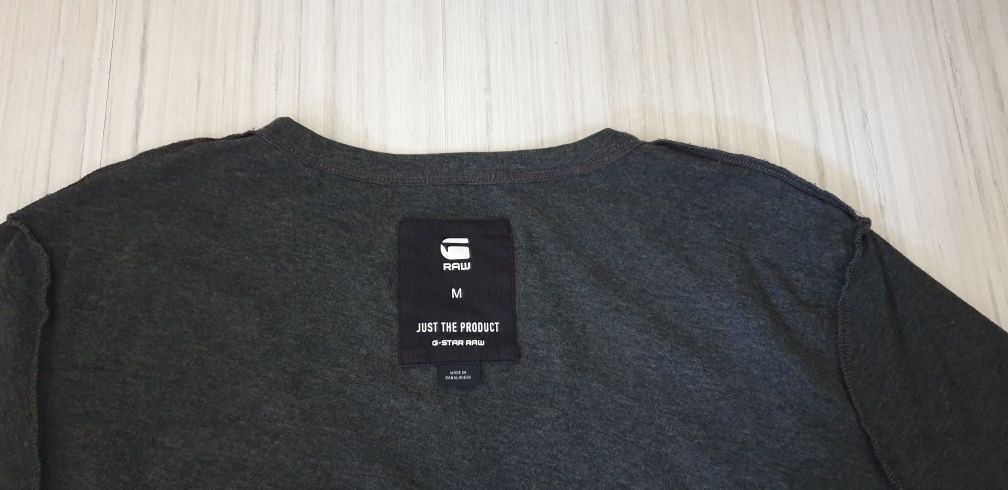 G
RAW
M
JUST THE PRODUCT
G-STAR RAW
MADE IN
BANGLADESH